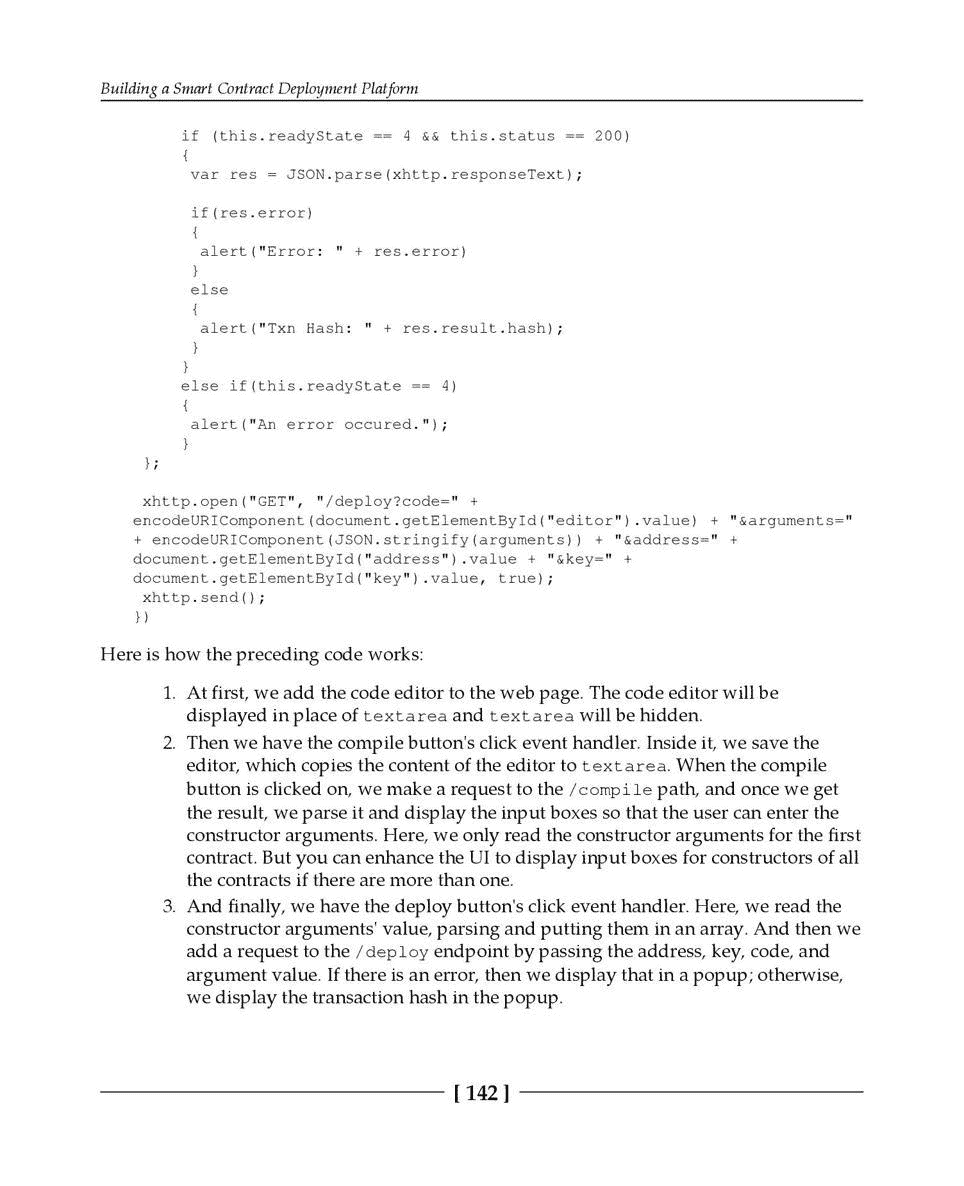 Building a Smart Contract Deployment Platform
if (this.readyState == 4 && this.status == 200)
{
var res = JSON.parse(xhttp.responseText);
if(res.error)
{
alert("Error: " + res.error)
}
else
{
alert("Txn Hash: " + res.result.hash);
}
}
else if(this.readyState == 4)
{
alert("An error occured.");
}
};
xhttp.open("GET", "/deploy?code=" +
encodeURIComponent(document.getElementById("editor").value) + "&arguments="
+ encodeURIComponent(JSON.stringify(arguments)) + "&address=" +
document.getElementById("address").value + "&key=" +
document.getElementById("key").value, true);
xhttp.send();
})
Here is how the preceding code works:
1. At first, we add the code editor to the web page. The code editor will be
displayed in place of textarea and textarea will be hidden.
2. Then we have the compile button's click event handler. Inside it, we save the
editor, which copies the content of the editor to textarea. When the compile
button is clicked on, we make a request to the /compile path, and once we get
the result, we parse it and display the input boxes so that the user can enter the
constructor arguments. Here, we only read the constructor arguments for the first
contract. But you can enhance the UI to display input boxes for constructors of all
the contracts if there are more than one.
3. And finally, we have the deploy button's click event handler. Here, we read the
constructor arguments' value, parsing and putting them in an array. And then we
add a request to the /deploy endpoint by passing the address, key, code, and
argument value. If there is an error, then we display that in a popup; otherwise,
we display the transaction hash in the popup.
[ 142 ]